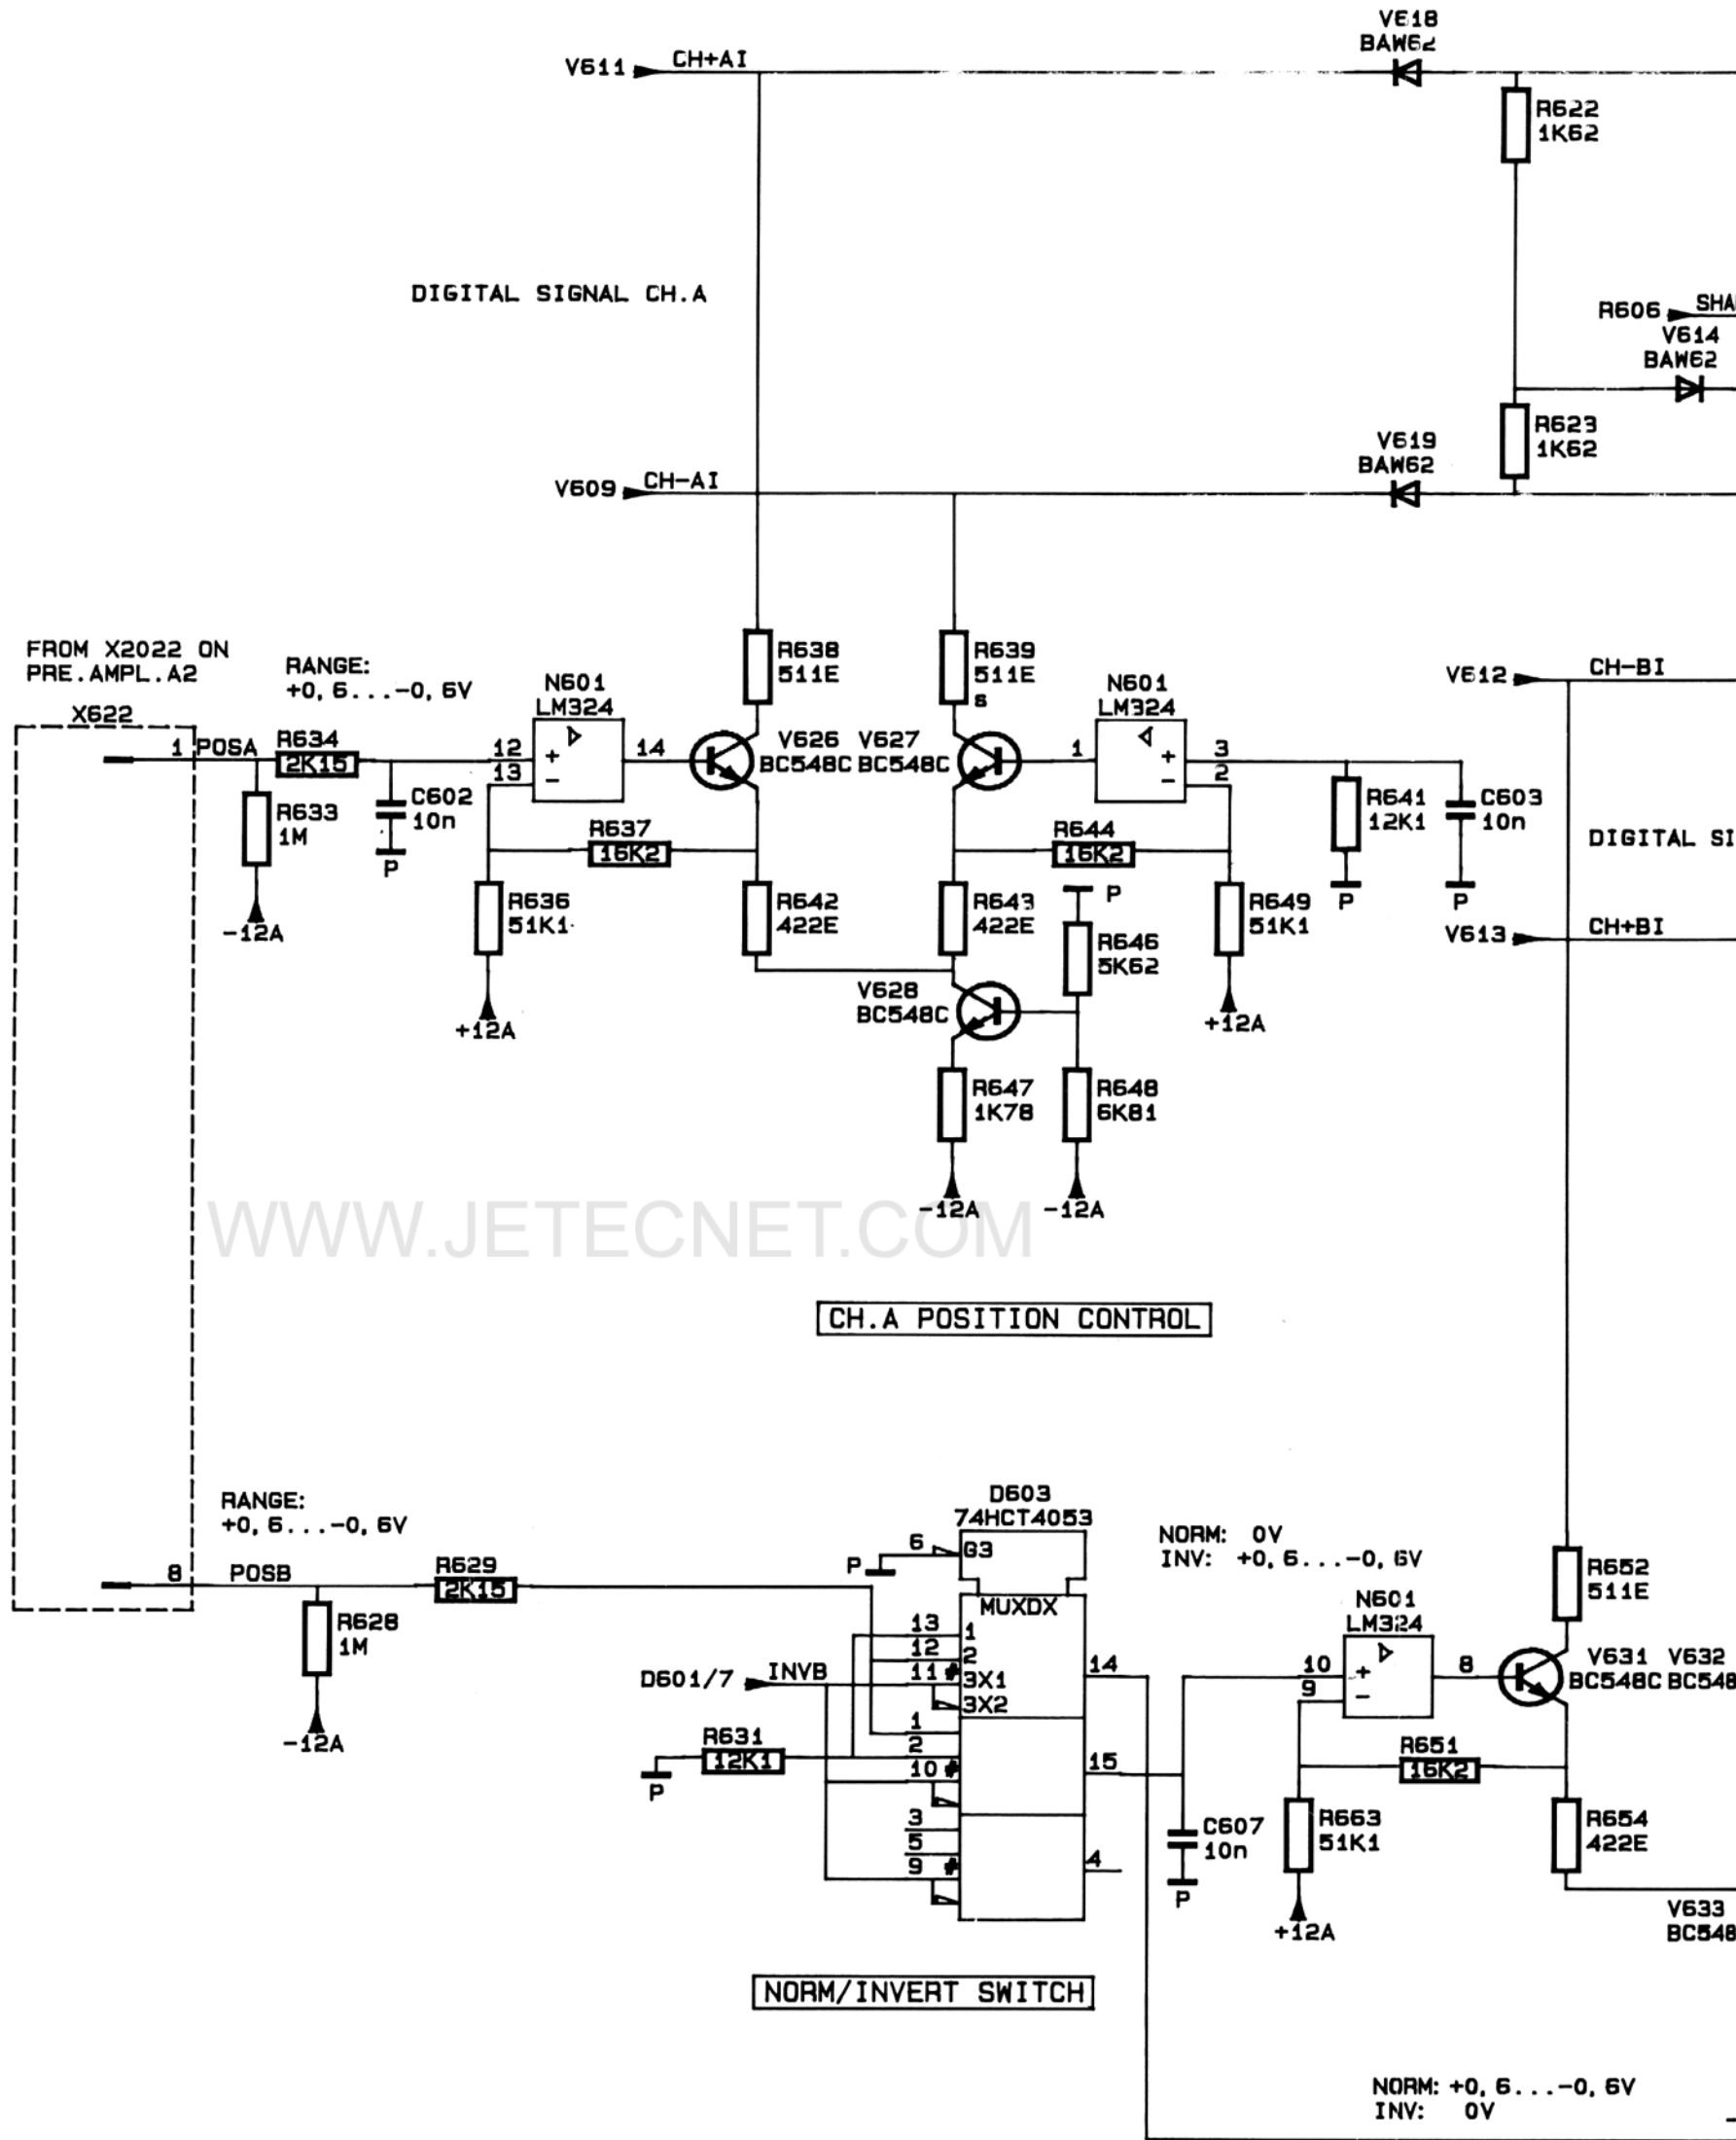 V618
BAW62
V611
CH+AI
R622
1K62
DIGITAL SIGNAL CH.A
R606
V614
BAW62
R623
1K62
V619
BAW62
V609
CH-AI
FROM X2022 ON
PRE.AMPL.A2
RANGE:
+0,6...-0,6V
X622
1
POSA
R634
2K15
R633
1M
-12A
C602
10n
P
N601
LM324
12
+
13
-
14
R638
511E
R639
511E
s
V626 V627
BC548C BC548C
N601
LM324
1
+
3
-
2
R637
16K2
R644
16K2
R636
51K1
+12A
R642
422E
R643
422E
P
R646
5K62
R649
51K1
+12A
R641
12K1
P
C603
10n
P
V612
CH-BI
V613
CH+BI
V628
BC548C
R647
1K78
R648
6K81
-12A
-12A
WWW.JETECNET.COM
CH.A POSITION CONTROL
RANGE:
+0,6...-0,6V
8
POSB
R629
2K15
R628
1M
-12A
D603
74HCT4053
P
6
G3
MUXDX
13
1
12
2
11 #
3X1
3X2
D601/7
INVB
14
1
2
10 #
15
R631
12K1
P
3
5
9 #
4
NORM: 0V
INV: +0,6...-0,6V
N601
LM324
10
+
9
-
8
R652
511E
V631 V632
BC548C
R651
16K2
R663
51K1
+12A
R654
422E
C607
10n
P
V633
NORM/INVERT SWITCH
NORM: +0,6...-0,6V
INV: 0V